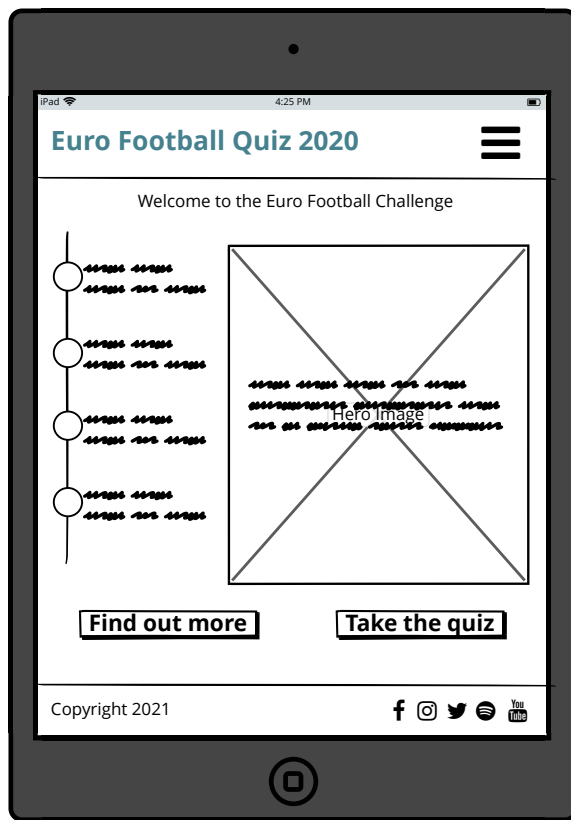 iPad 4:25 PM
Euro Football Quiz 2020
Welcome to the Euro Football Challenge
Hero Image
Find out more
Take the quiz
Copyright 2021
You
Tube